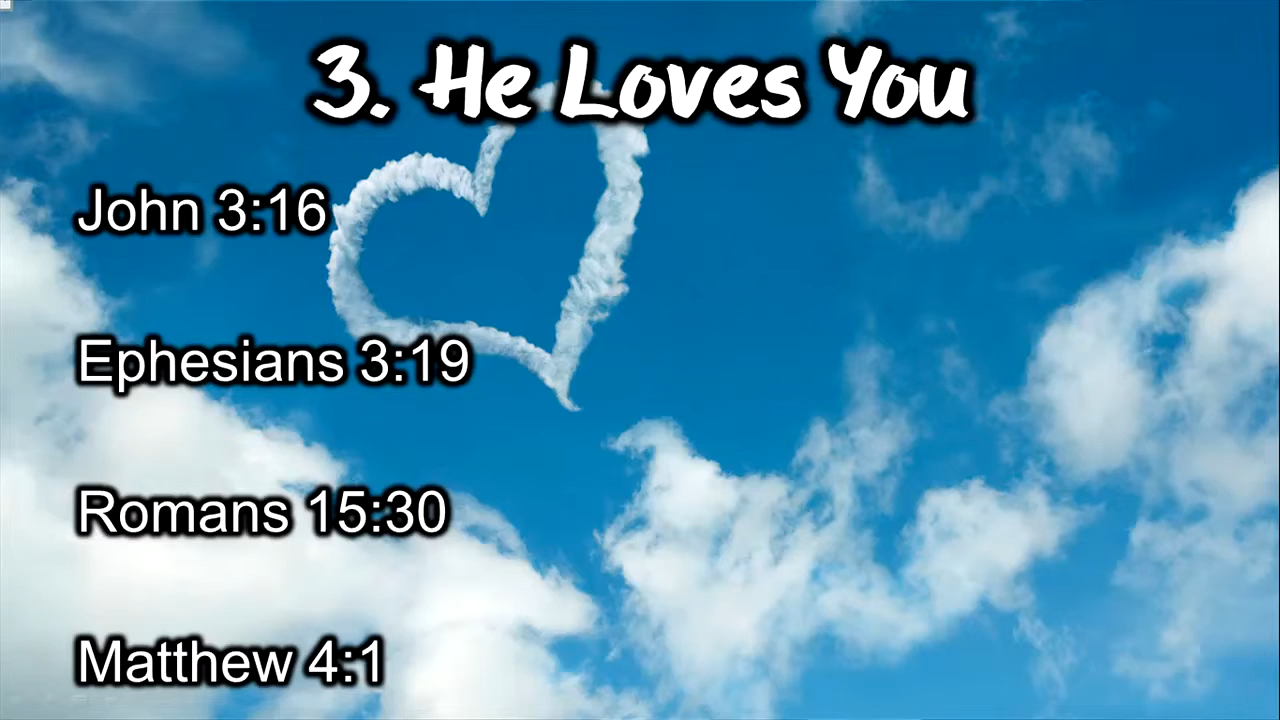 3. He Loves You
John 3:16
Ephesians 3:19
Romans 15:30
Matthew 4:1